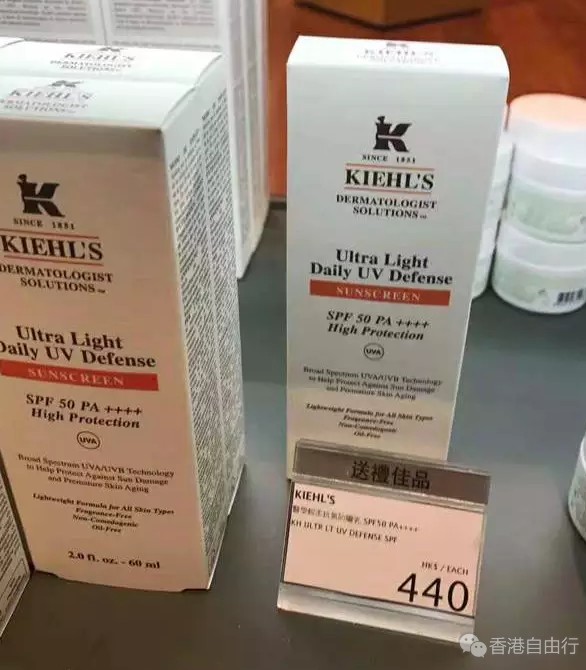 KIEHL'S
DERMATOLOGIST
SOLUTIONS
SINCE 1851
KIEHL'S
DERMATOLOGIST
SOLUTIONS™
Ultra Light
Daily UV Defense
SUNSCREEN
SPF 50 PA ++++
High Protection
UVA
Broad Spectrum UVA/UVB Technology
to Help Protect Against Sun Damage
and Premature Skin Aging
Lightweight Formula for All Skin Types
Fragrance-Free
Non-Comedogenic
Oil-Free
2.0 fl. oz. - 60 ml
SINCE 1851
KIEHL'S
DERMATOLOGIST
SOLUTIONS™
Ultra Light
Daily UV Defense
SUNSCREEN
SPF 50 PA ++++
High Protection
UVA
Broad Spectrum UVA/UVB Technology
to Help Protect Against Sun Damage
and Premature Skin Aging
Lightweight Formula for All Skin Types
Fragrance-Free
Non-Comedogenic
Oil-Free
送禮佳品
KIEHL'S
SPF50 PA++++
KH ULTR LT UV DEFENSE SPF
HK$ / EACH
440
香港自由行